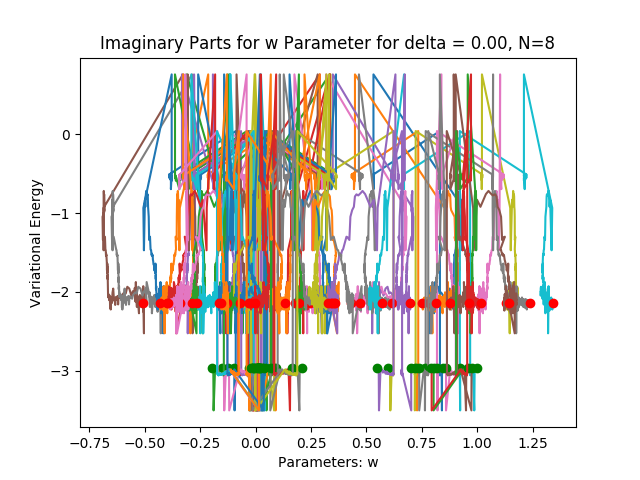 Imaginary Parts for w Parameter for delta = 0.00, N=8
Variational Energy
0
−1
−2
−3
−0.75 −0.50 −0.25 0.00 0.25 0.50 0.75 1.00 1.25
Parameters: w